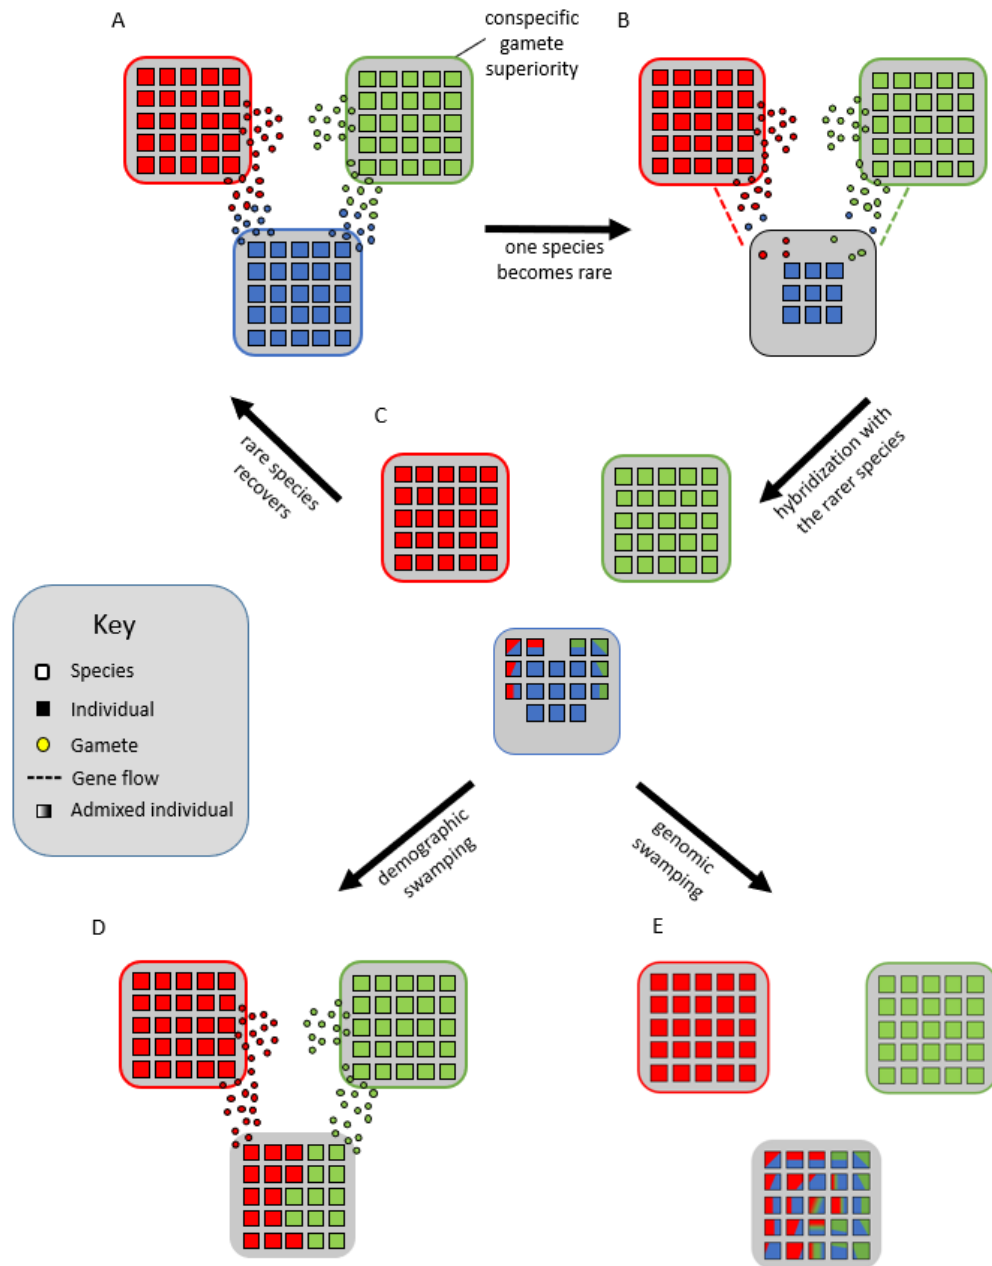 A
conspecific
gamete
superiority
B
one species
becomes rare
C
rare species
recovers
hybridization with
the rarer species
Key
Species
Individual
Gamete
Gene flow
Admixed individual
demographic
swamping
genomic
swamping
D
E